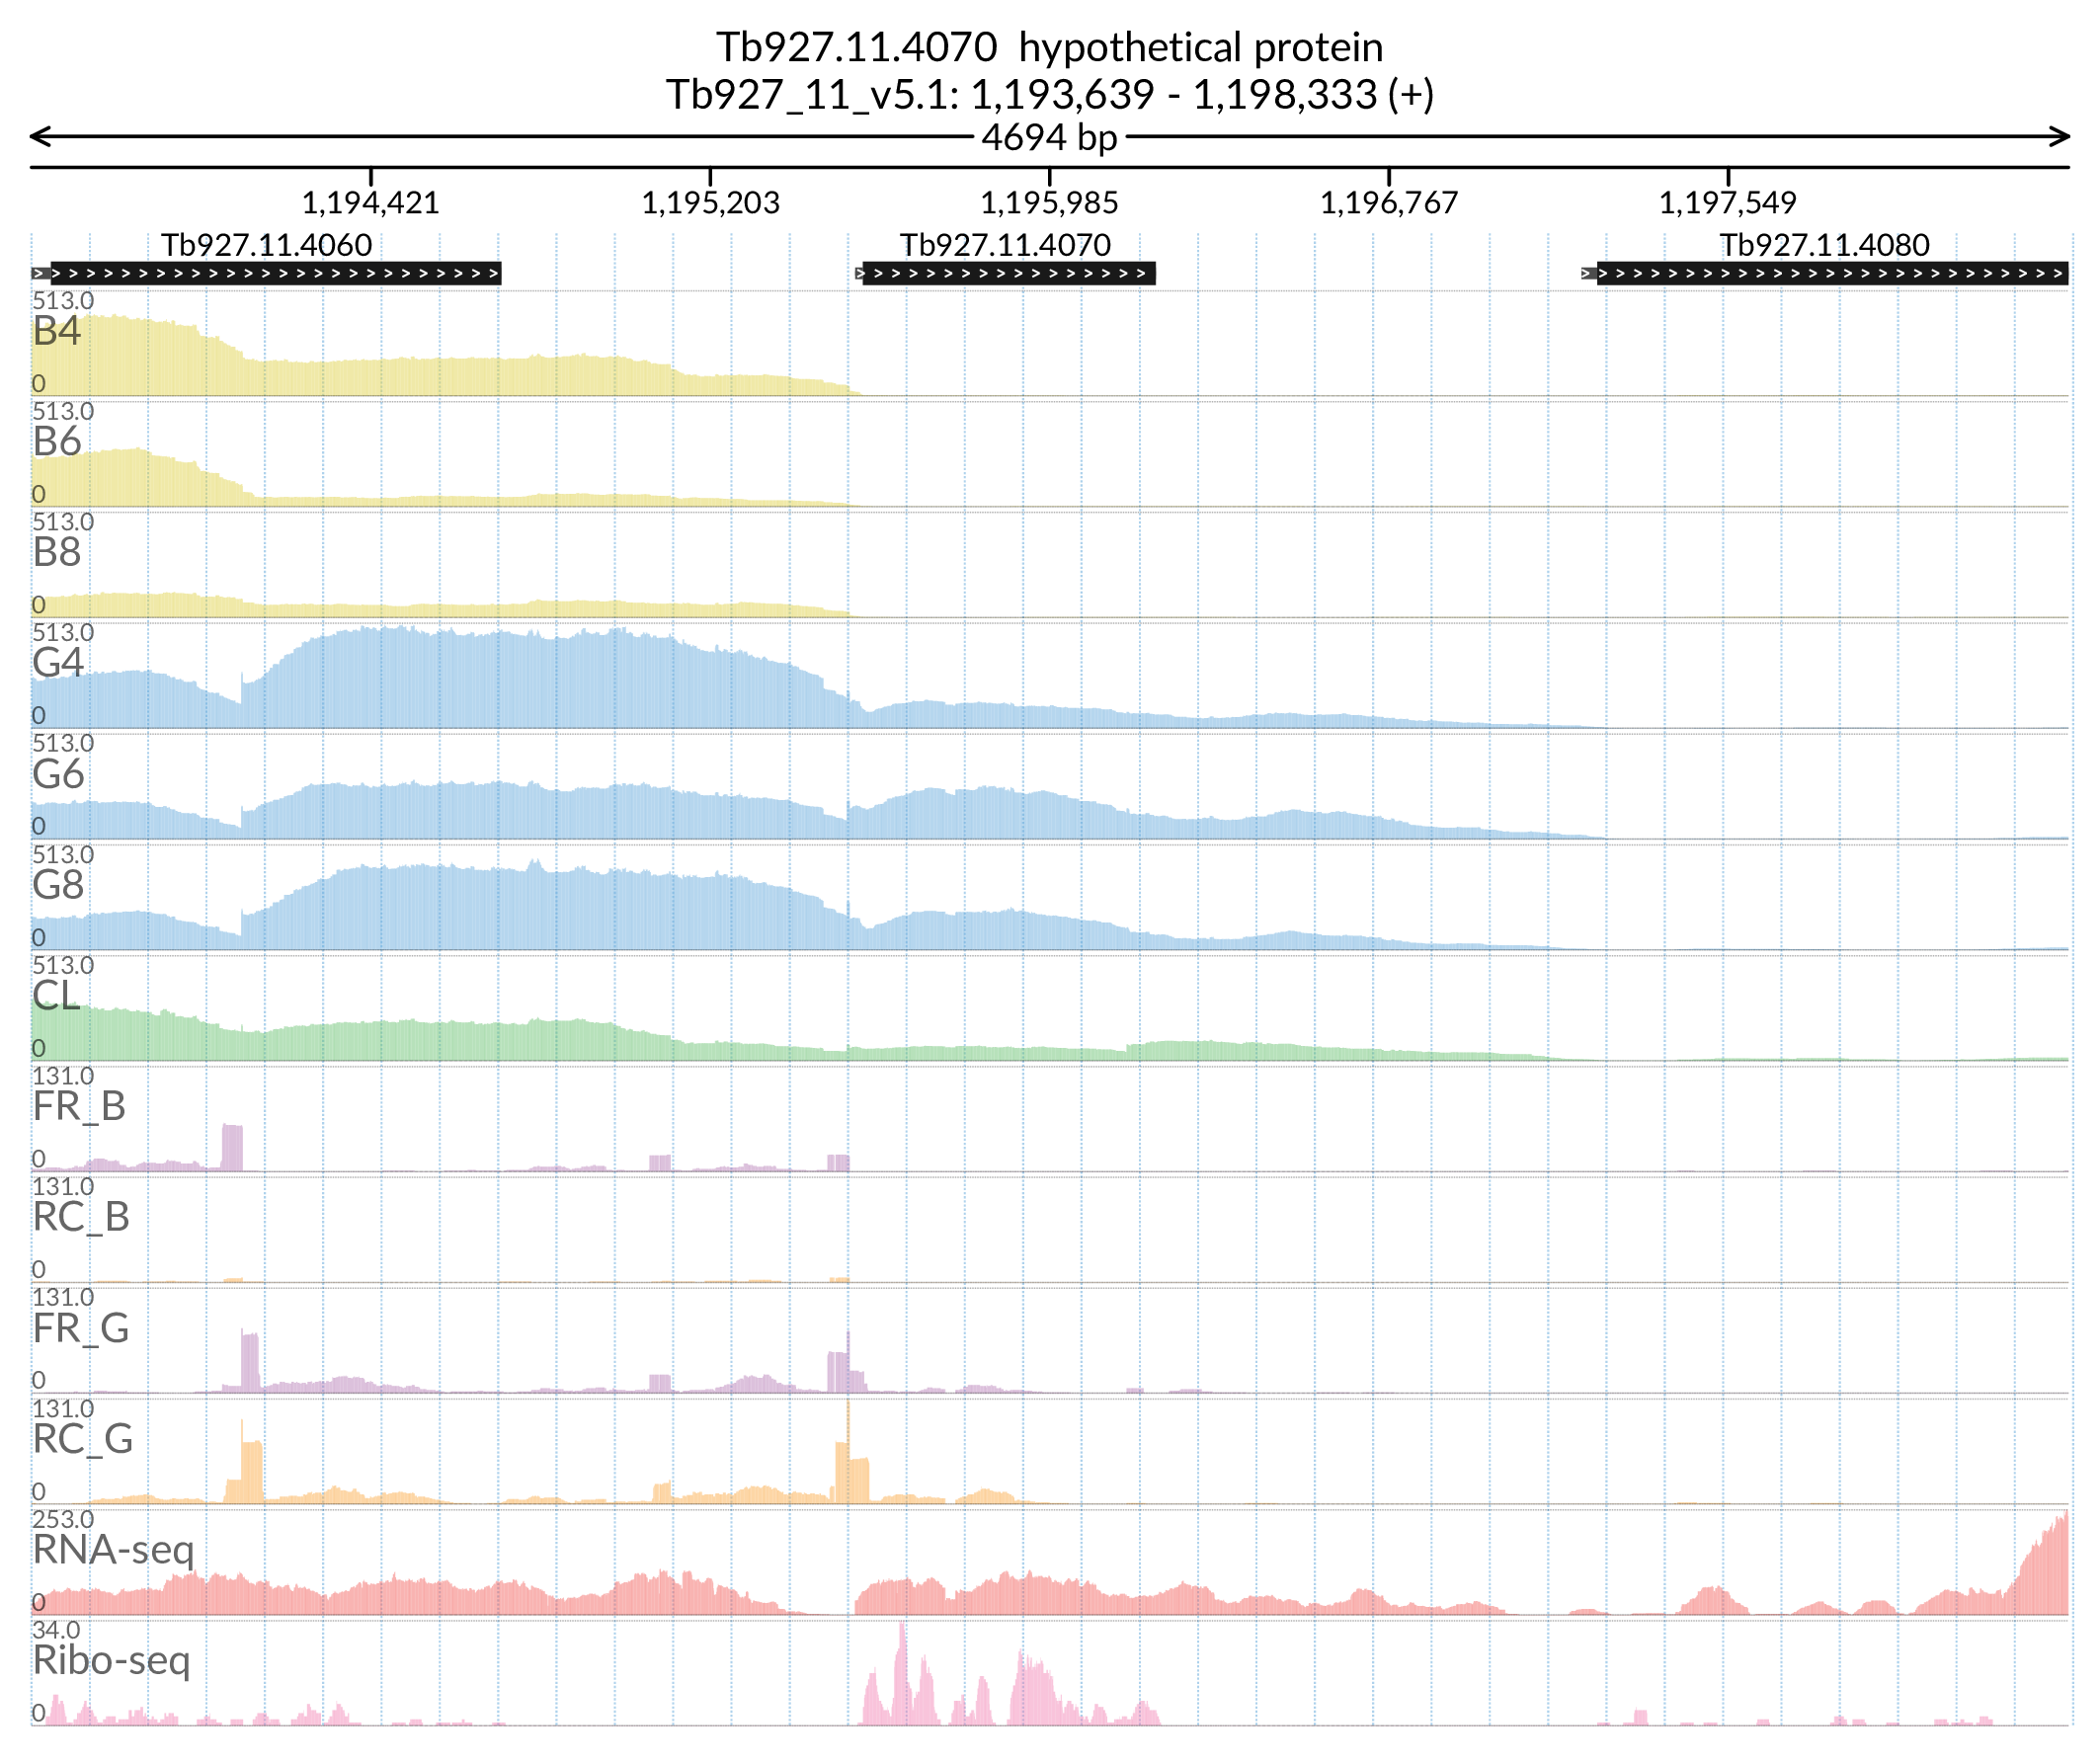 Tb927.11.4070 hypothetical protein
Tb927_11_v5.1: 1,193,639 - 1,198,333 (+)
4694 bp
1,194,421 1,195,203 1,195,985 1,196,767 1,197,549
Tb927.11.4060 Tb927.11.4070 Tb927.11.4080
513.0
B4
0
513.0
B6
0
513.0
B8
0
513.0
G4
0
513.0
G6
0
513.0
G8
0
513.0
CL
0
131.0
FR_B
0
131.0
RC_B
0
131.0
FR_G
0
131.0
RC_G
0
253.0
RNA-seq
0
34.0
Ribo-seq
0